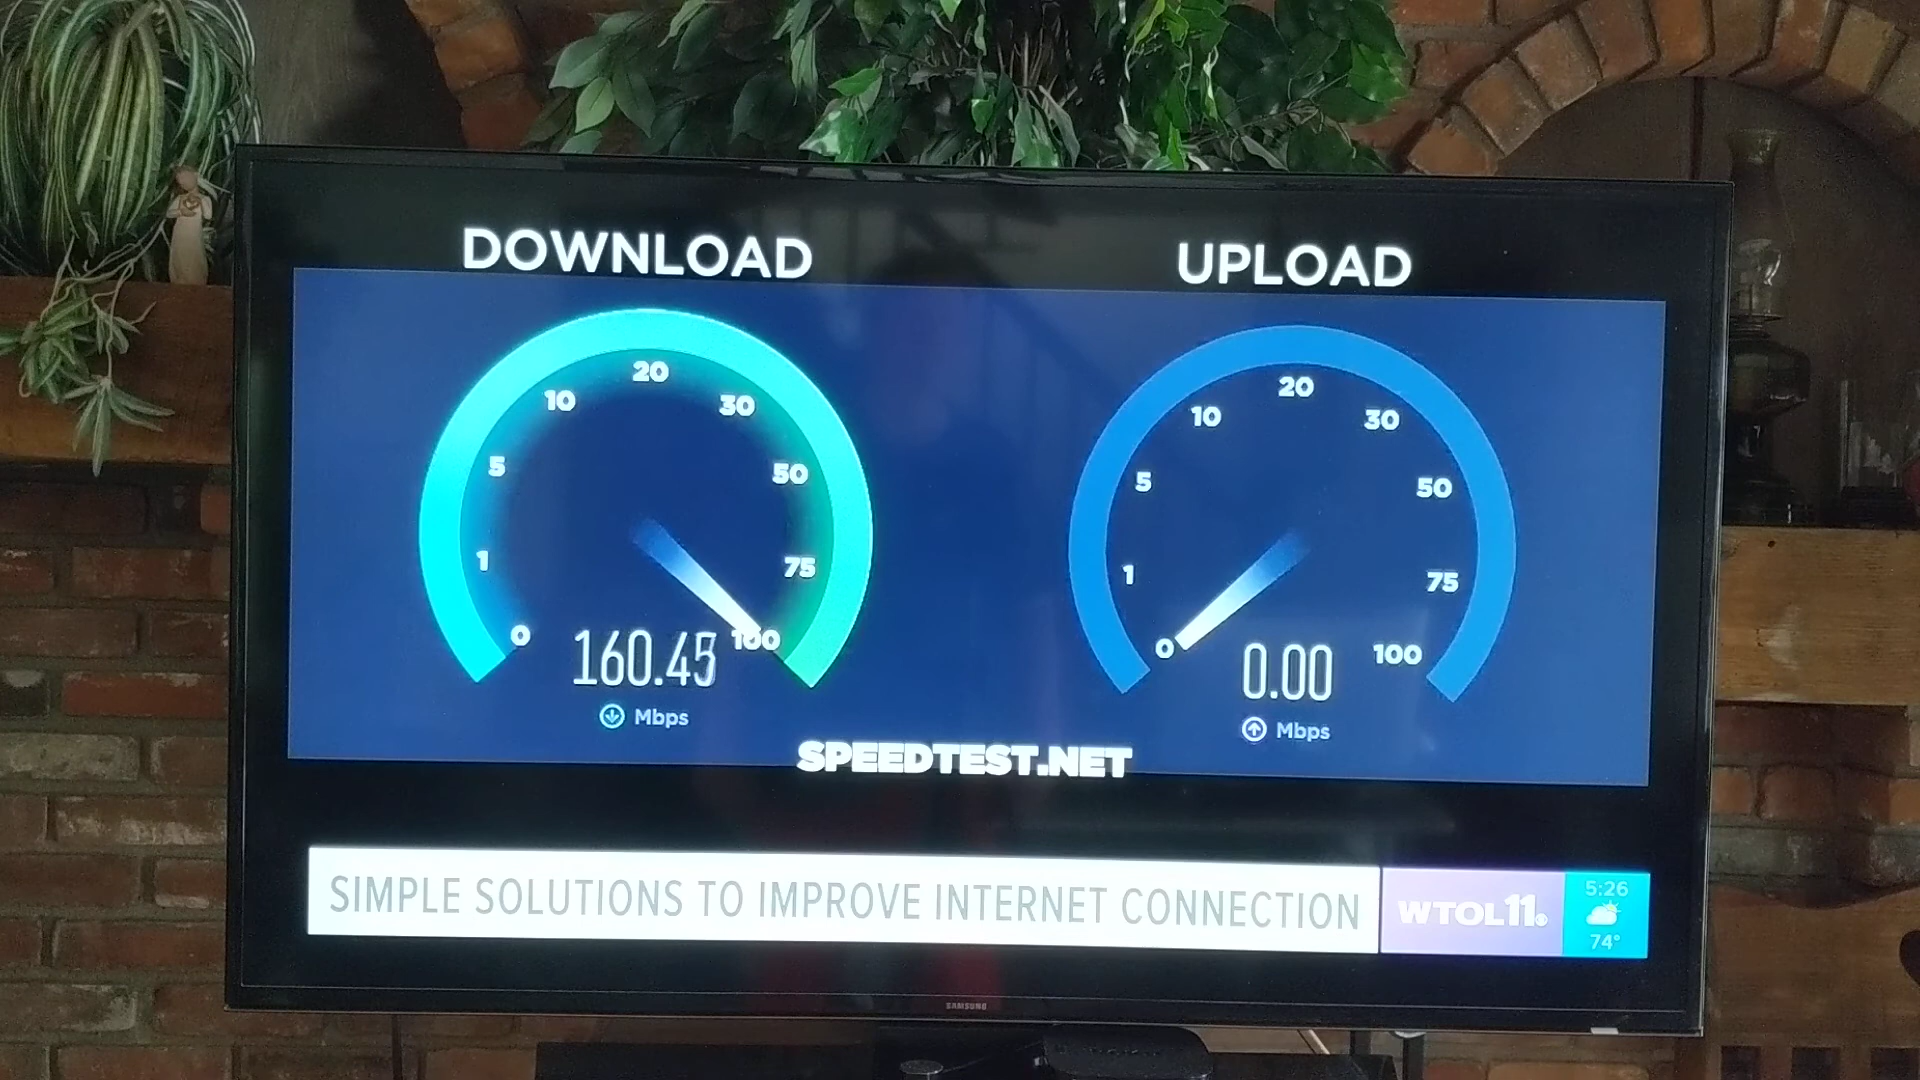 DOWNLOAD
UPLOAD
0
1
5
10
20
30
50
75
100
160.45
Mbps
0
1
5
10
20
30
50
75
100
0.00
Mbps
SPEEDTEST.NET
SIMPLE SOLUTIONS TO IMPROVE INTERNET CONNECTION
WTOL11
5:26
74°
SAMSUNG